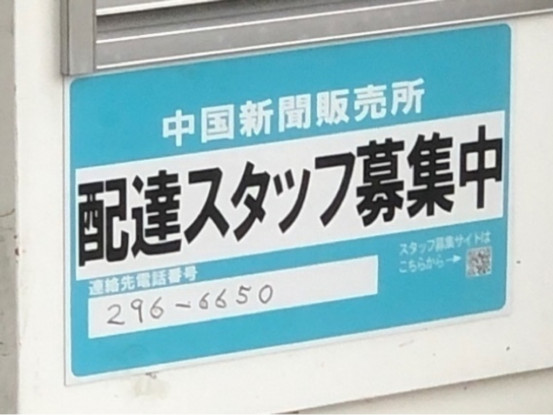 中国新聞販売所
配達スタッフ募集中
連絡先電話番号
296-6650
スタッフ募集サイトは
こちらから→